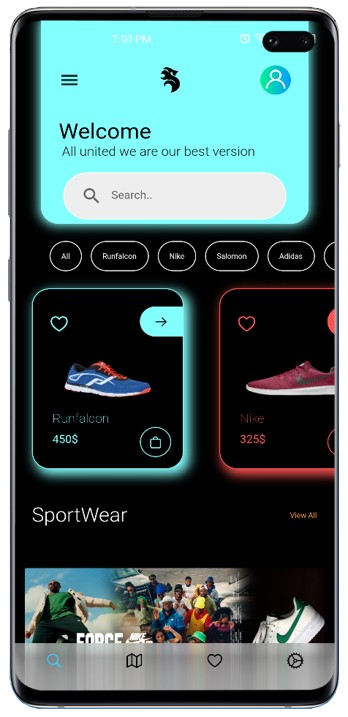 7:00 PM
Welcome
All united we are our best version
Search..
All
Runfalcon
Nike
Salomon
Adidas
Runfalcon
450$
Nike
325$
SportWear
View All
FORCE